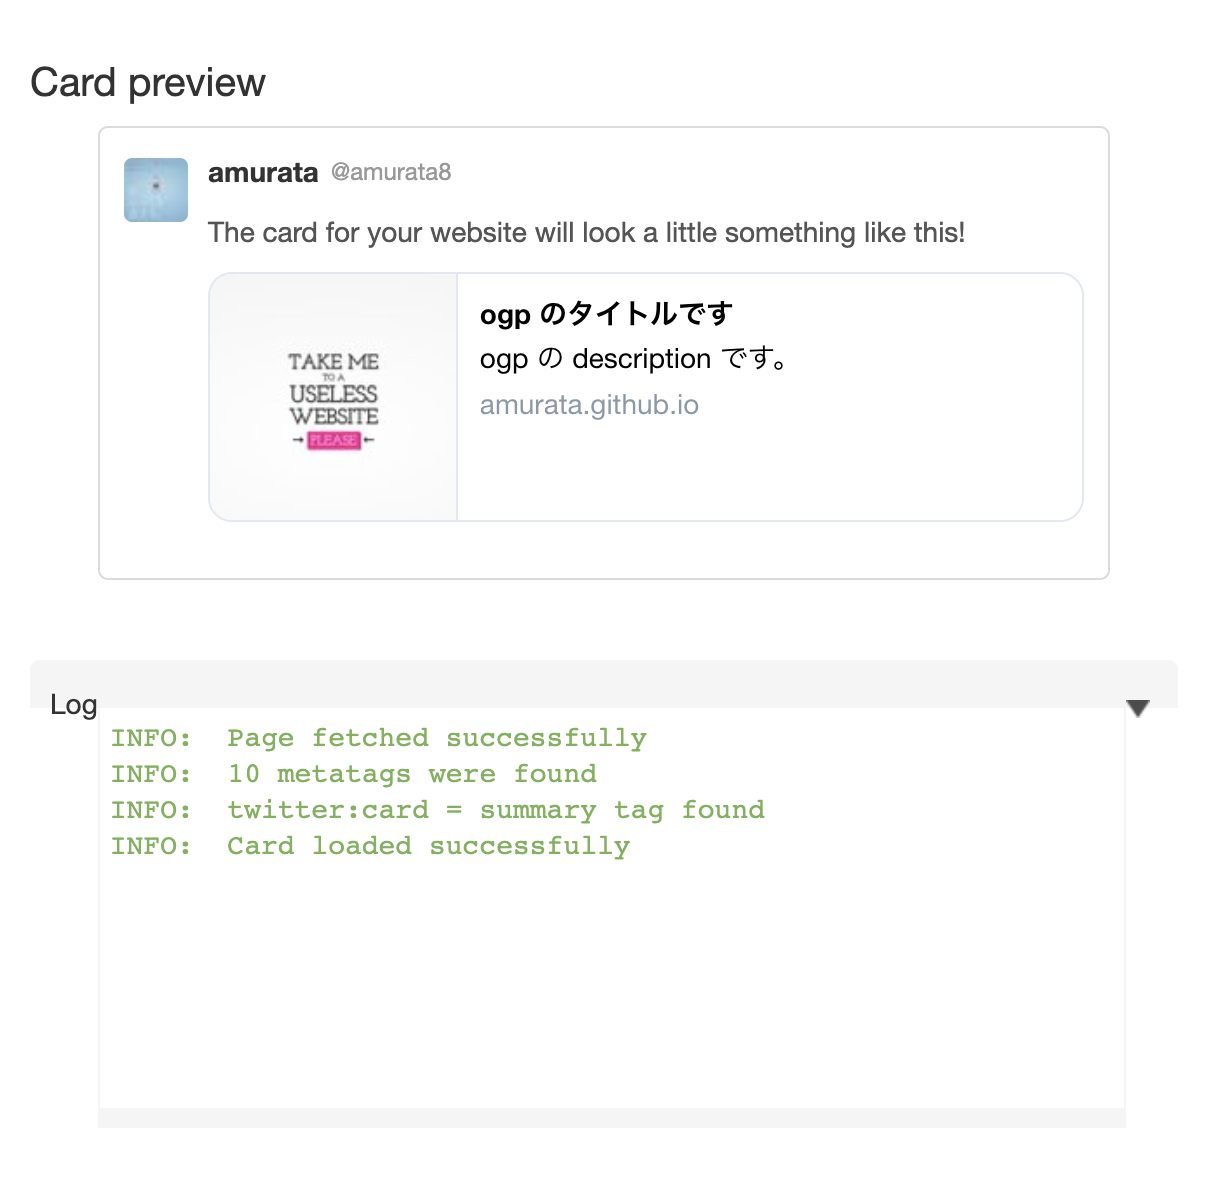 Card preview
amurata @amurata8
The card for your website will look a little something like this!
TAKE ME
TO A
USELESS
WEBSITE
→ PLEASE ←
ogp のタイトルです
ogp の description です。
amurata.github.io
Log
INFO:  Page fetched successfully
INFO:  10 metatags were found
INFO:  twitter:card = summary tag found
INFO:  Card loaded successfully